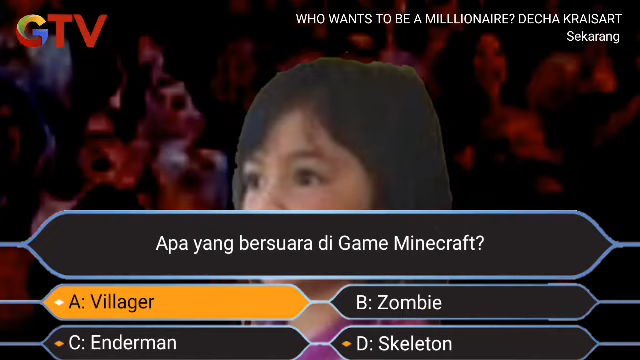 GTV
WHO WANTS TO BE A MILLLIONAIRE? DECHA KRAISART
Sekarang
Apa yang bersuara di Game Minecraft?
A: Villager
B: Zombie
C: Enderman
D: Skeleton